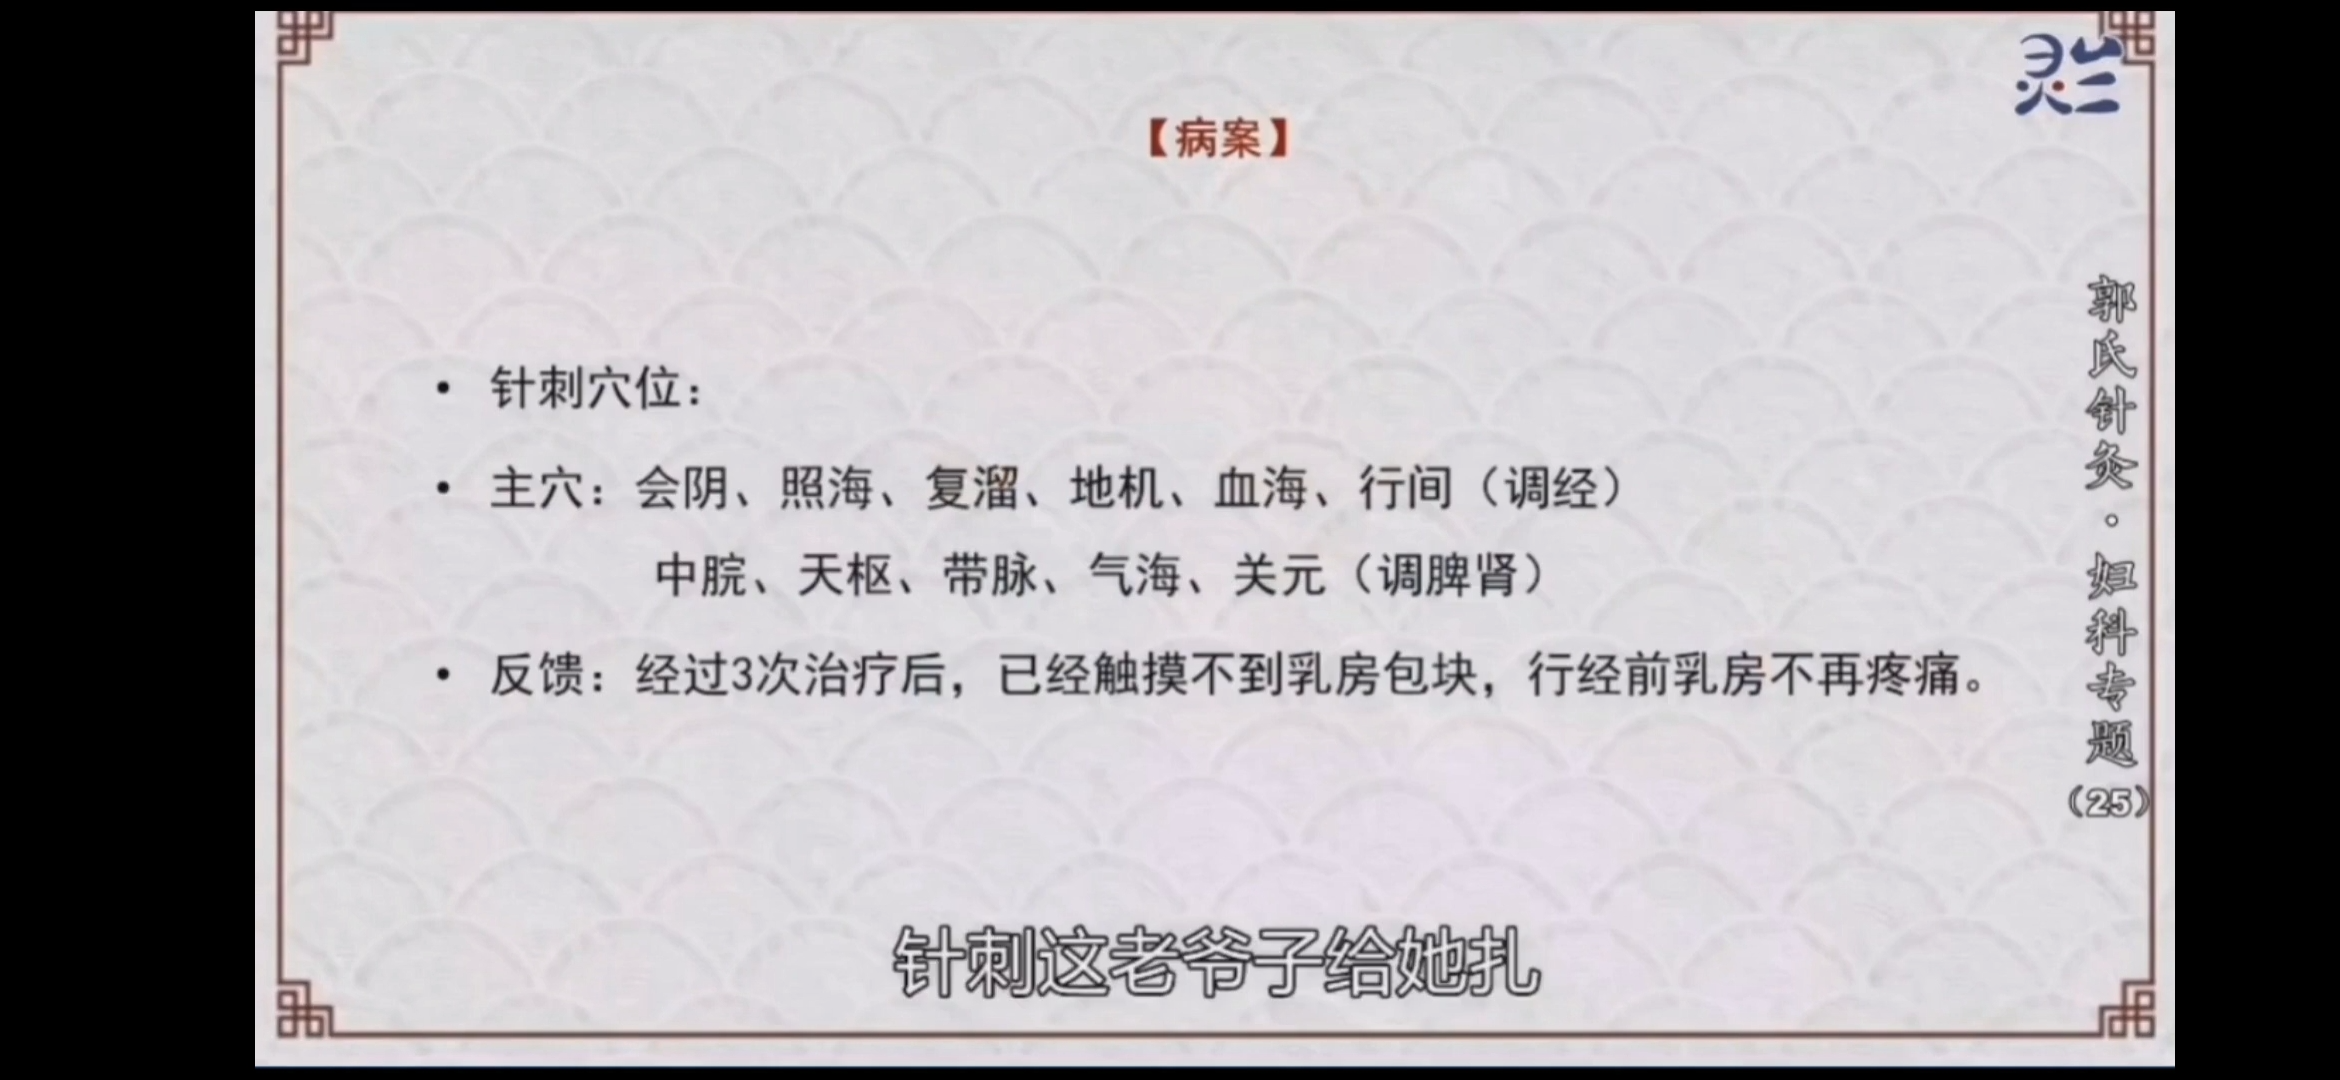 【病案】
• 针刺穴位：
• 主穴：会阴、照海、复溜、地机、血海、行间（调经）
中脘、天枢、带脉、气海、关元（调脾肾）
• 反馈：经过3次治疗后，已经触摸不到乳房包块，行经前乳房不再疼痛。
郭氏针灸·妇科专题（25）
针刺这老爷子给她扎